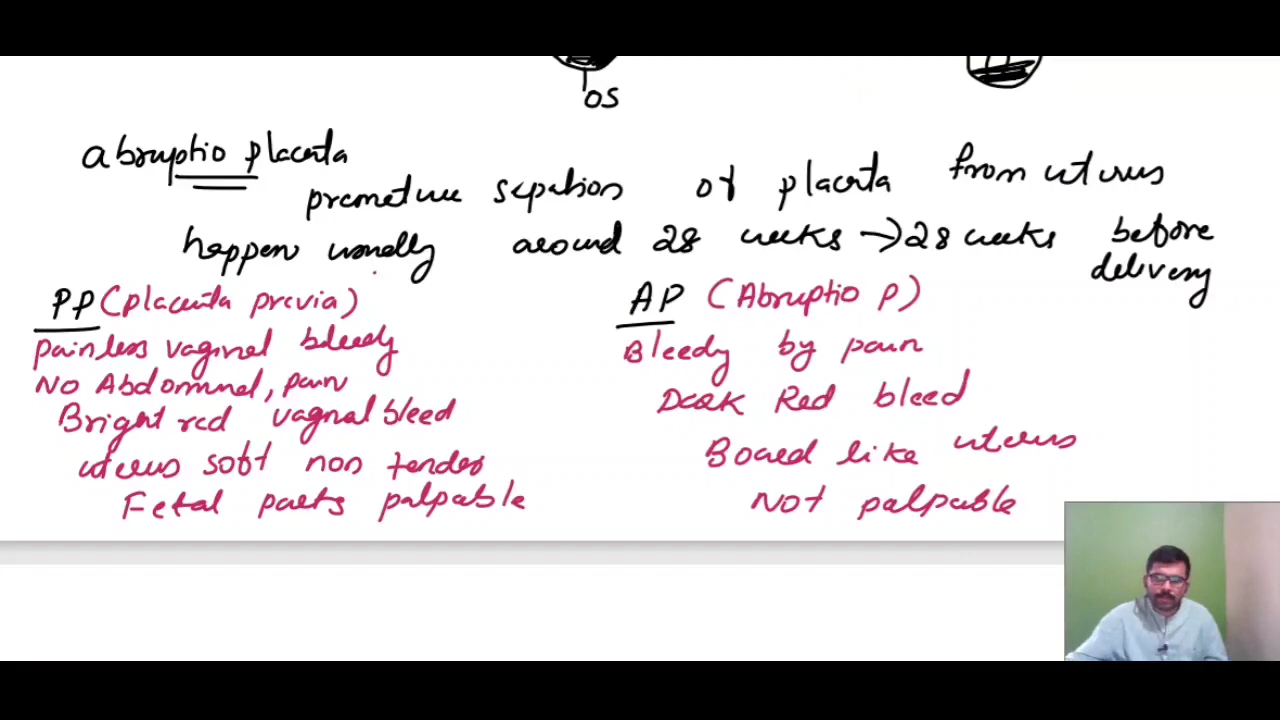 os
abruptio placenta
premature sepation of placenta from uterus
happen usually around 28 weeks → 28 weeks before delivery
PP (placenta previa)
painless vaginal bleedy
No Abdominal, pain
Bright red vagnal bleed
uterus soft non tender
Fetal parts palpable
AP (Abruptio P)
Bleedy by pain
Dark Red bleed
Board like uterus
Not palpable